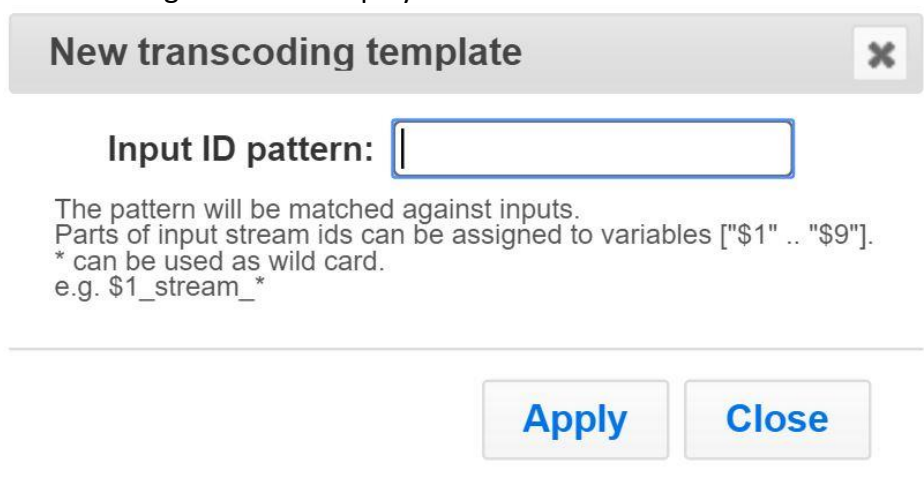 New transcoding template
Input ID pattern:
The pattern will be matched against inputs.
Parts of input stream ids can be assigned to variables ["$1" .. "$9"].
* can be used as wild card.
e.g. $1_stream_*
Apply Close